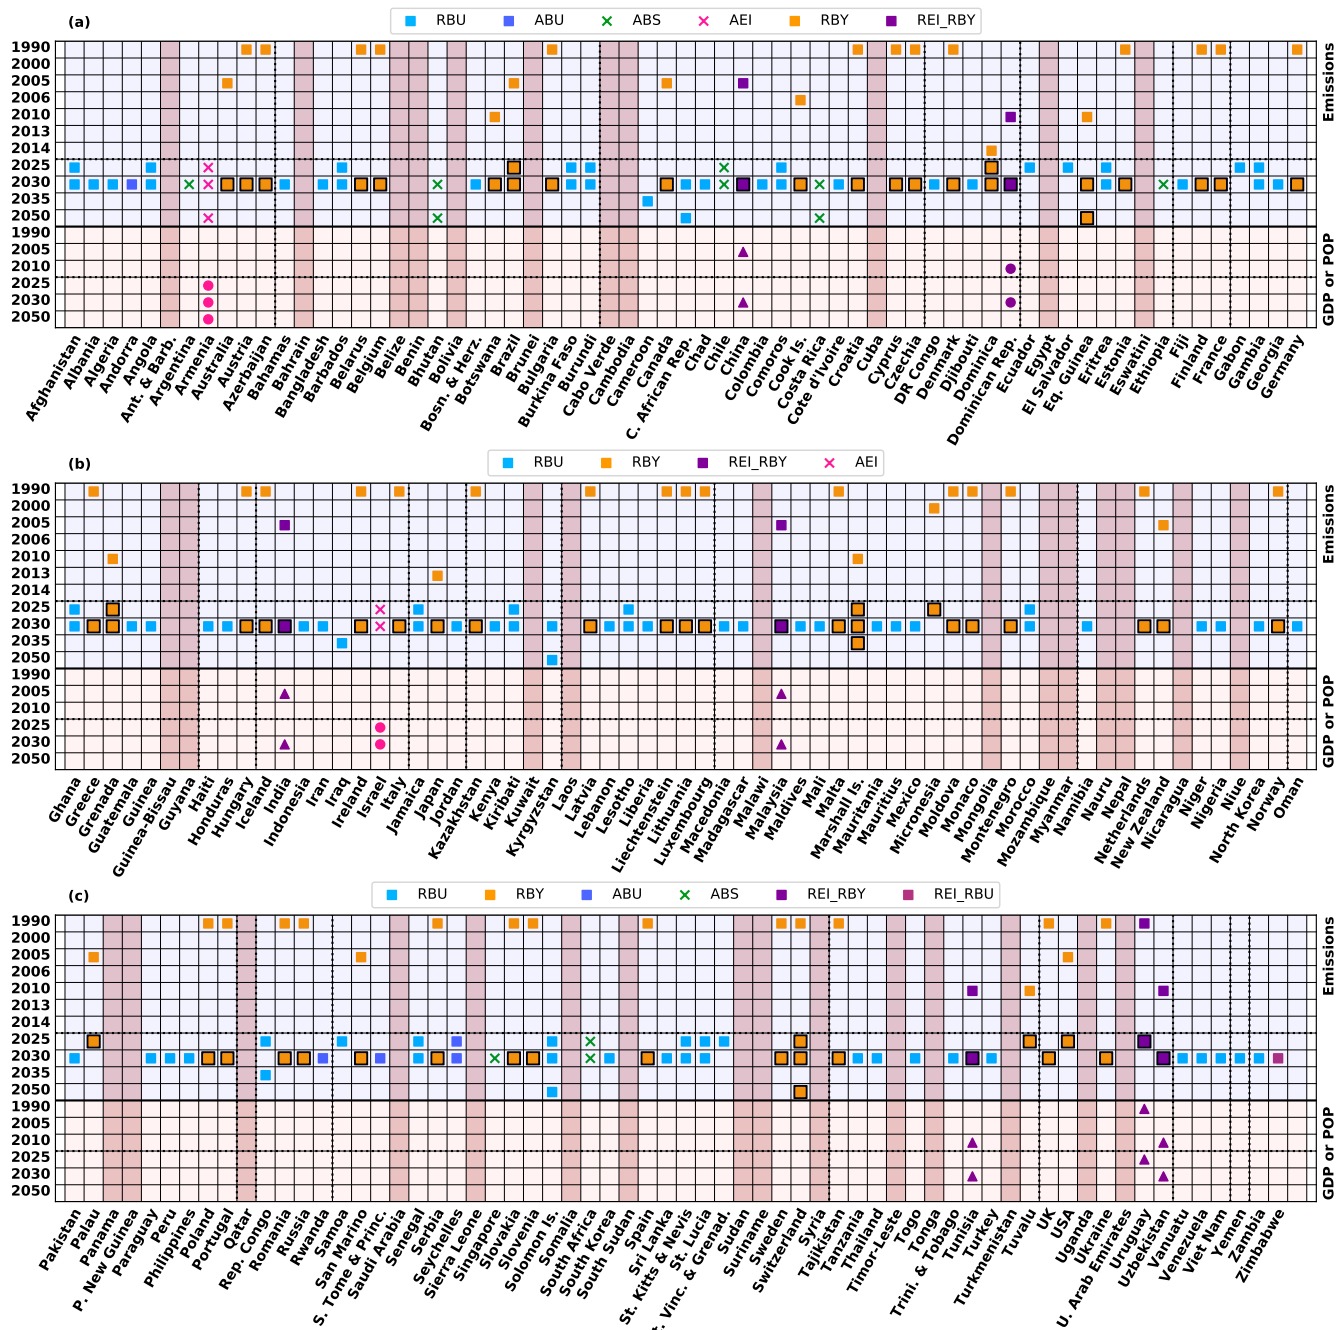 (a)
RBU ABU ABS AEI RBY REI_RBY
1990
2000
2005
2006
2010
2013
2014
2025
2030
2035
2050
1990
2005
2010
2025
2030
2050
Emissions
GDP or POP
Afghanistan
Albania
Algeria
Andorra
Angola
Ant. & Barb.
Argentina
Armenia
Australia
Austria
Azerbaijan
Bahamas
Bahrain
Bangladesh
Barbados
Belarus
Belgium
Belize
Benin
Bhutan
Bolivia
Bosn. & Herz.
Botswana
Brazil
Brunei
Bulgaria
Burkina Faso
Burundi
Cabo Verde
Cambodia
Cameroon
Canada
C. African Rep.
Chad
Chile
China
Colombia
Comoros
Cook Is.
Costa Rica
Cote d'Ivoire
Croatia
Cuba
Cyprus
Czechia
DR Congo
Denmark
Djibouti
Dominica
Dominican Rep.
Ecuador
Egypt
El Salvador
Eq. Guinea
Eritrea
Estonia
Eswatini
Ethiopia
Fiji
Finland
France
Gabon
Gambia
Georgia
Germany
(b)
RBU RBY REI_RBY AEI
1990
2000
2005
2006
2010
2013
2014
2025
2030
2035
2050
1990
2005
2010
2025
2030
2050
Emissions
GDP or POP
Ghana
Greece
Grenada
Guatemala
Guinea
Guinea-Bissau
Guyana
Haiti
Honduras
Hungary
Iceland
India
Indonesia
Iran
Iraq
Ireland
Israel
Italy
Jamaica
Japan
Jordan
Kazakhstan
Kenya
Kiribati
Kuwait
Kyrgyzstan
Laos
Latvia
Lebanon
Lesotho
Liberia
Liechtenstein
Lithuania
Luxembourg
Macedonia
Madagascar
Malawi
Malaysia
Maldives
Mali
Malta
Marshall Is.
Mauritania
Mauritius
Mexico
Micronesia
Moldova
Monaco
Mongolia
Montenegro
Morocco
Mozambique
Myanmar
Namibia
Nauru
Nepal
Netherlands
New Zealand
Nicaragua
Niger
Nigeria
Niue
North Korea
Norway
Oman
(c)
RBU RBY ABU ABS REI_RBY REI_RBU
1990
2000
2005
2006
2010
2013
2014
2025
2030
2035
2050
1990
2005
2010
2025
2030
2050
Emissions
GDP or POP
Pakistan
Palau
Panama
P. New Guinea
Paraguay
Peru
Philippines
Poland
Portugal
Qatar
Rep. Congo
Romania
Russia
Rwanda
Samoa
San Marino
S. Tome & Princ.
Saudi Arabia
Senegal
Serbia
Seychelles
Sierra Leone
Singapore
Slovakia
Slovenia
Solomon Is.
Somalia
South Africa
South Korea
South Sudan
Spain
Sri Lanka
St. Kitts & Nevis
St. Lucia
t. Vinc. & Grenad.
Sudan
Suriname
Sweden
Switzerland
Syria
Tajikistan
Tanzania
Thailand
Timor-Leste
Togo
Tonga
Trini. & Tobago
Tunisia
Turkey
Turkmenistan
Tuvalu
UK
USA
Uganda
Ukraine
U. Arab Emirates
Uruguay
Uzbekistan
Vanuatu
Venezuela
Viet Nam
Yemen
Zambia
Zimbabwe